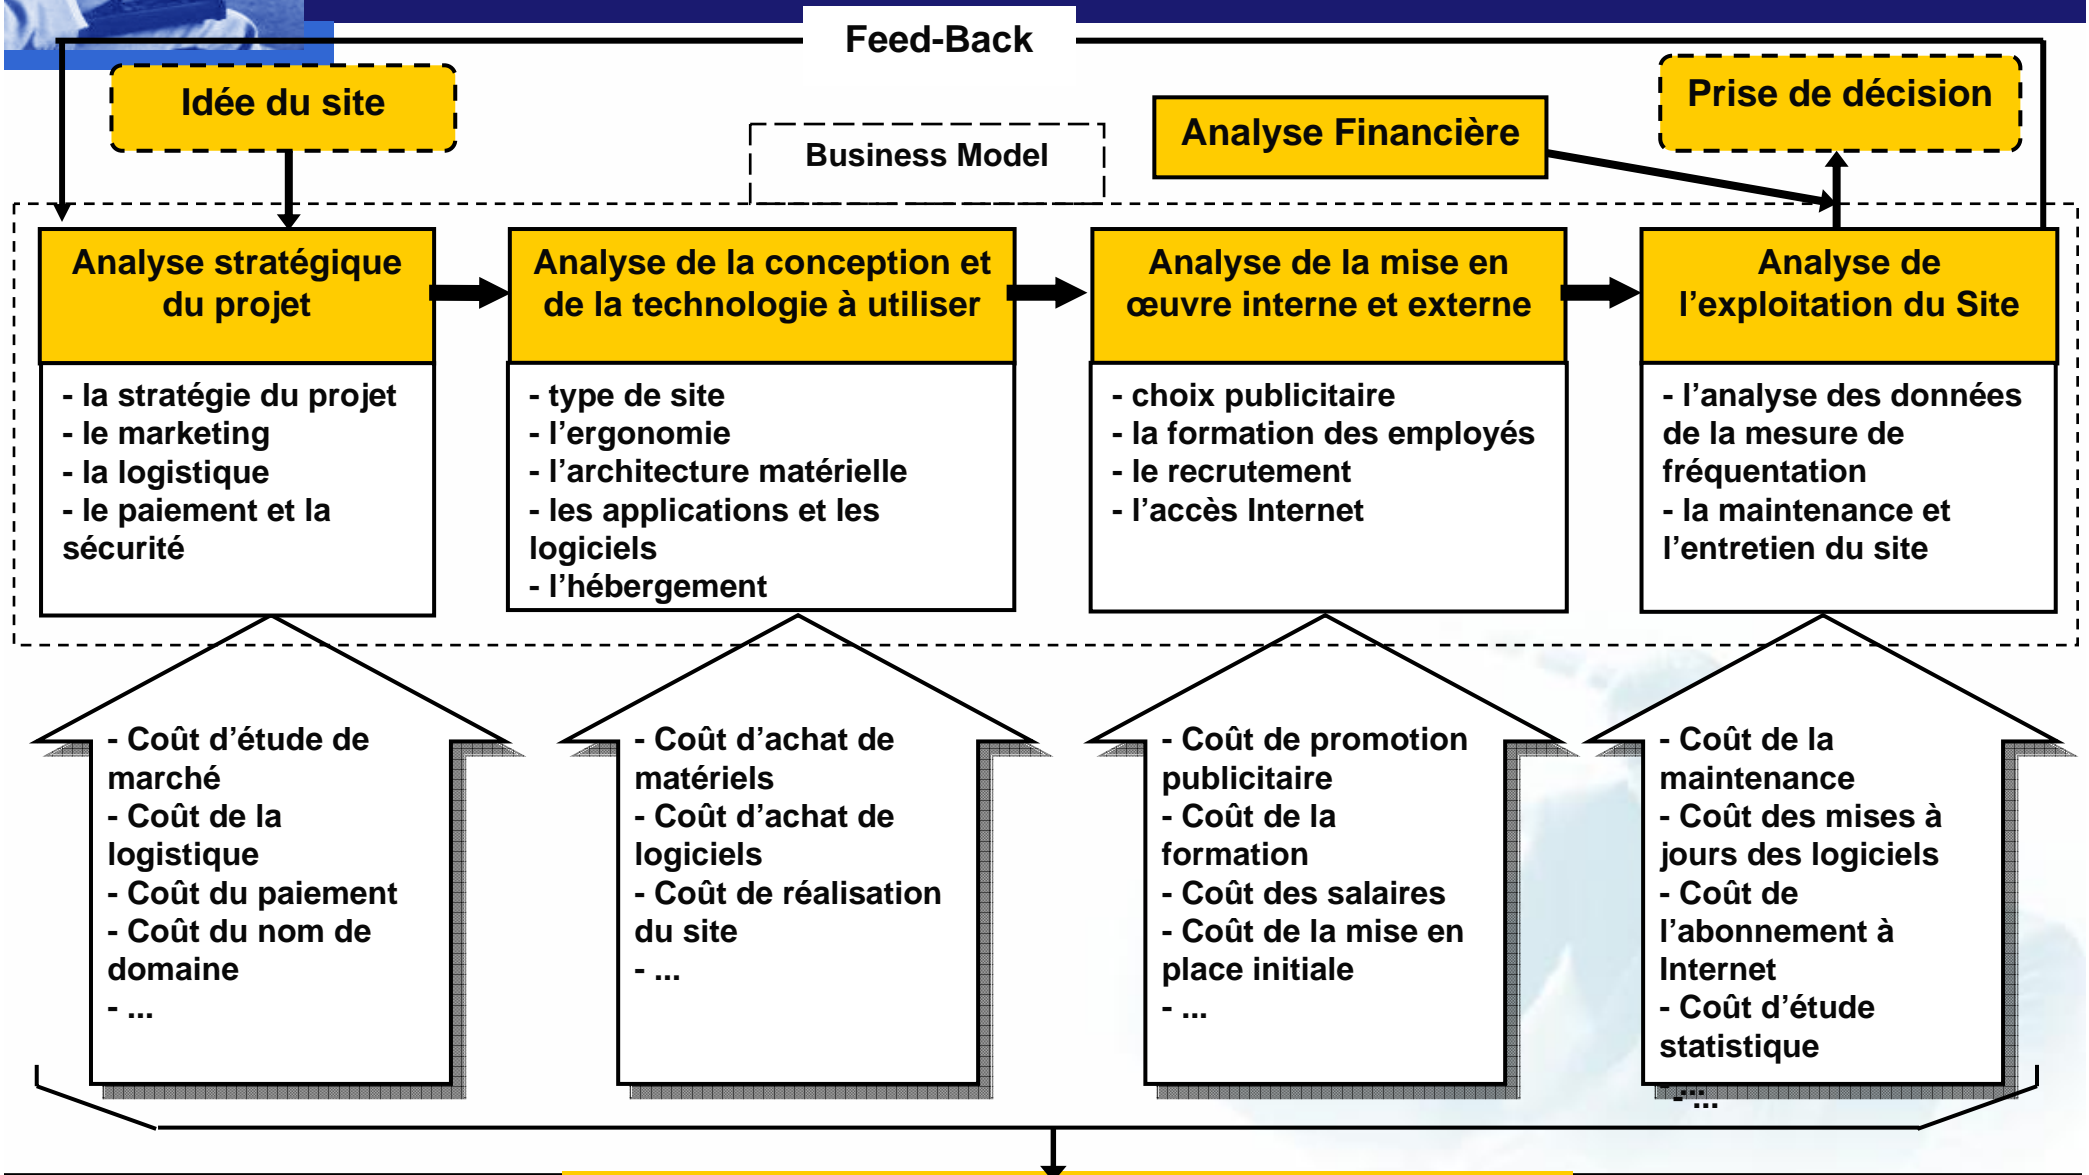 Feed-Back
Idée du site
Business Model
Analyse Financière
Prise de décision
Analyse stratégique
du projet
- la stratégie du projet
- le marketing
- la logistique
- le paiement et la
sécurité
Analyse de la conception et
de la technologie à utiliser
- type de site
- l’ergonomie
- l’architecture matérielle
- les applications et les
logiciels
- l’hébergement
Analyse de la mise en
œuvre interne et externe
- choix publicitaire
- la formation des employés
- le recrutement
- l’accès Internet
Analyse de
l’exploitation du Site
- l’analyse des données
de la mesure de
fréquentation
- la maintenance et
l’entretien du site
- Coût d’étude de
marché
- Coût de la
logistique
- Coût du paiement
- Coût du nom de
domaine
- ...
- Coût d’achat de
matériels
- Coût d’achat de
logiciels
- Coût de réalisation
du site
- ...
- Coût de promotion
publicitaire
- Coût de la
formation
- Coût des salaires
- Coût de la mise en
place initiale
- ...
- Coût de la
maintenance
- Coût des mises à
jours des logiciels
- Coût de
l’abonnement à
Internet
- Coût d’étude
statistique
- ...